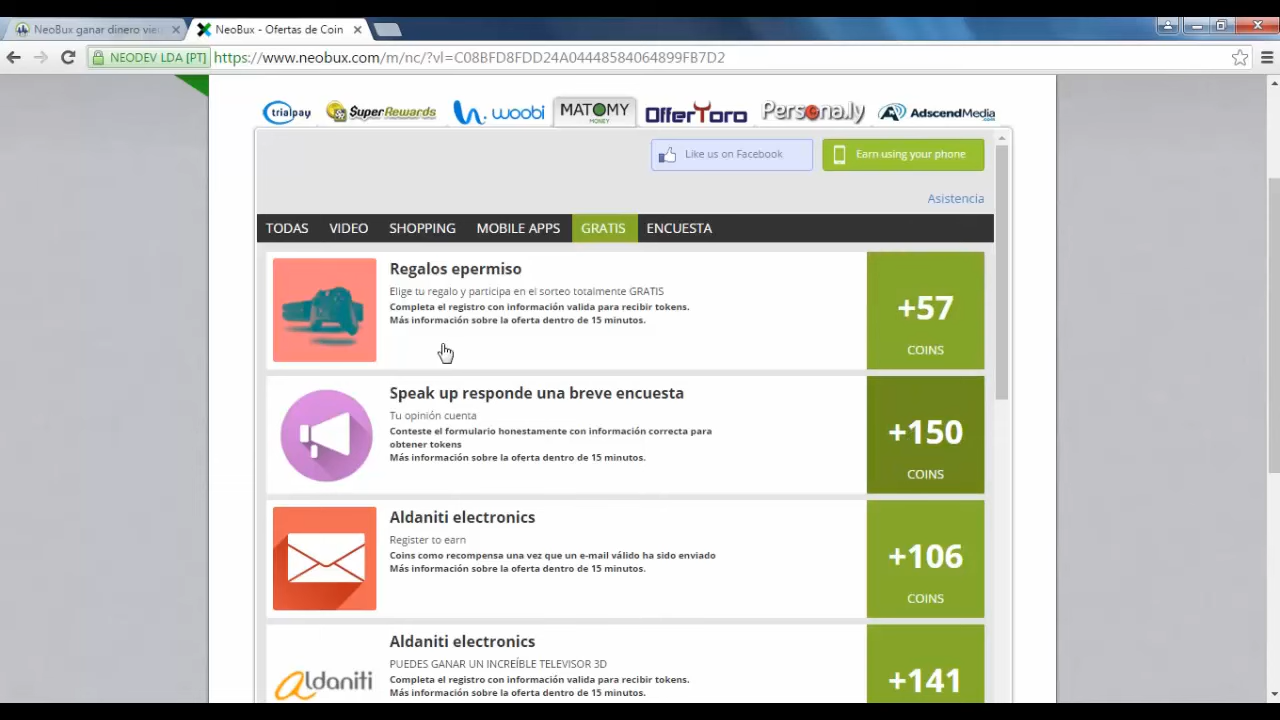 NeoBux ganar dinero vie
NeoBux - Ofertas de Coin
NEODEV LDA [PT]
https://www.neobux.com/m/nc/?vl=C08BFD8FDD24A04448584064899FB7D2
trialpay
SuperRewards
woobi
MATOMY
MONEY
OfferToro
Persona.ly
AdscendMedia.com
Like us on Facebook
Earn using your phone
Asistencia
TODAS
VIDEO
SHOPPING
MOBILE APPS
GRATIS
ENCUESTA
Regalos epermiso
Elige tu regalo y participa en el sorteo totalmente GRATIS
Completa el registro con información valida para recibir tokens.
Más información sobre la oferta dentro de 15 minutos.
+57
COINS
Speak up responde una breve encuesta
Tu opinión cuenta
Conteste el formulario honestamente con información correcta para
obtener tokens
Más información sobre la oferta dentro de 15 minutos.
+150
COINS
Aldaniti electronics
Register to earn
Coins como recompensa una vez que un e-mail válido ha sido enviado
Más información sobre la oferta dentro de 15 minutos.
+106
COINS
Aldaniti electronics
PUEDES GANAR UN INCREÍBLE TELEVISOR 3D
Completa el registro con información valida para recibir tokens.
Más información sobre la oferta dentro de 15 minutos.
aldaniti
+141